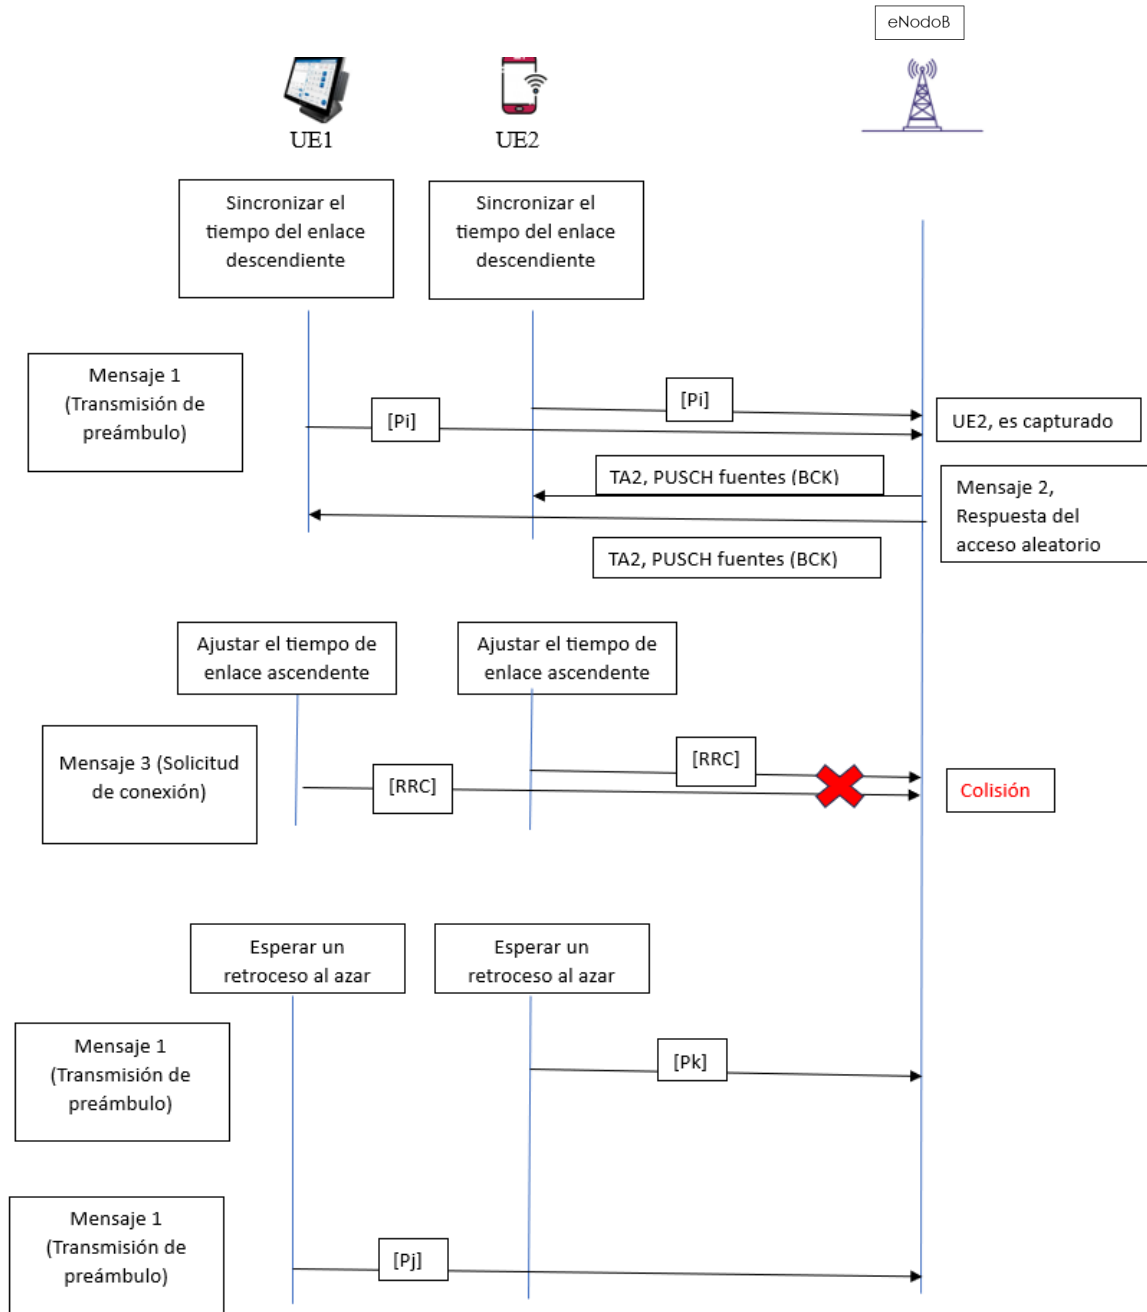 eNodoB
UE1
UE2
Sincronizar el
tiempo del enlace
descendiente
Sincronizar el
tiempo del enlace
descendiente
Mensaje 1
(Transmisión de
preámbulo)
[Pi]
[Pi]
UE2, es capturado
TA2, PUSCH fuentes (BCK)
Mensaje 2,
Respuesta del
acceso aleatorio
TA2, PUSCH fuentes (BCK)
Ajustar el tiempo de
enlace ascendente
Ajustar el tiempo de
enlace ascendente
Mensaje 3 (Solicitud
de conexión)
[RRC]
[RRC]
Colisión
Esperar un
retroceso al azar
Esperar un
retroceso al azar
Mensaje 1
(Transmisión de
preámbulo)
[Pk]
Mensaje 1
(Transmisión de
preámbulo)
[Pj]